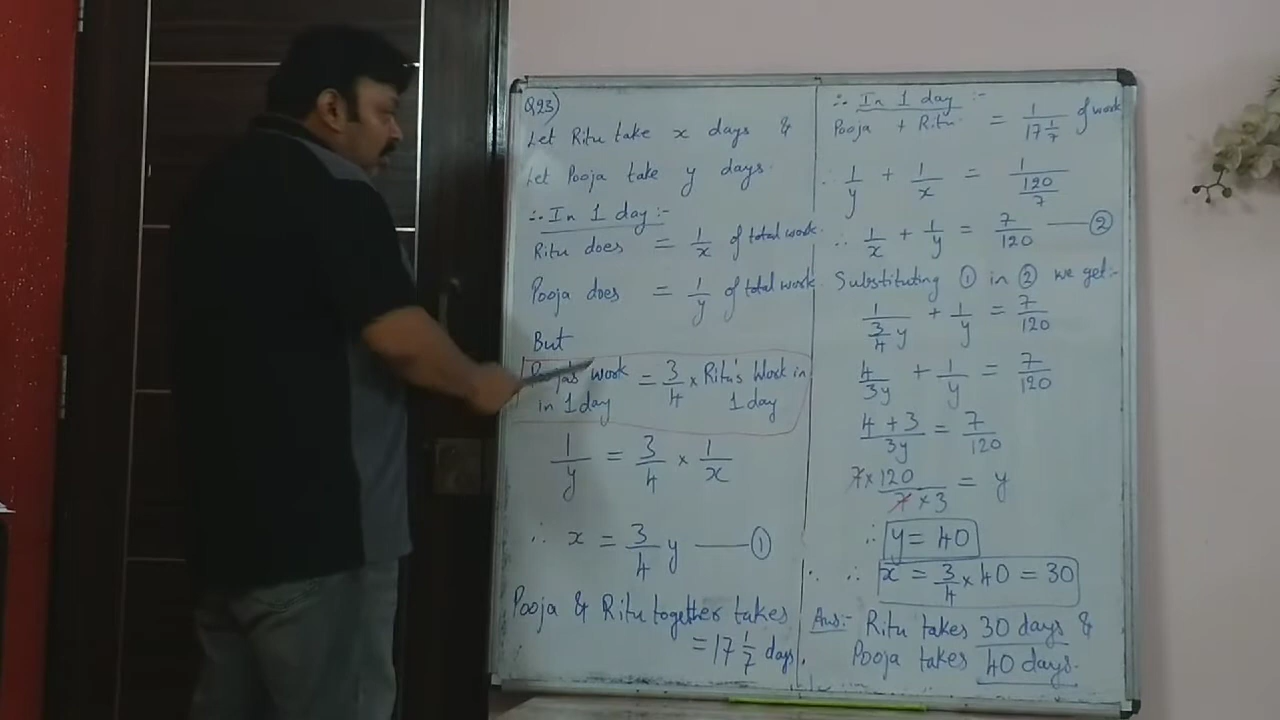 Q23)
Let Ritu take x days &
Let Pooja take y days.
∴ In 1 day :-
Ritu does = 1/x of total work.
Pooja does = 1/y of total work.
But
Pooja's work = 3/4 × Ritu's Work in
in 1 day 1 day
1/y = 3/4 × 1/x
∴ x = 3/4 y —— ①
Pooja & Ritu together takes
= 17 1/7 days.
∴ In 1 day :-
Pooja + Ritu = 1/(17 1/7) of work
∴ 1/y + 1/x = 1/(120/7)
∴ 1/x + 1/y = 7/120 —— ②
Substituting ① in ② we get:-
1/(3/4 y) + 1/y = 7/120
4/3y + 1/y = 7/120
(4 + 3)/3y = 7/120
(7 × 120)/(7 × 3) = y
∴ y = 40
∴ x = 3/4 × 40 = 30
Ans:- Ritu takes 30 days &
Pooja takes 40 days.